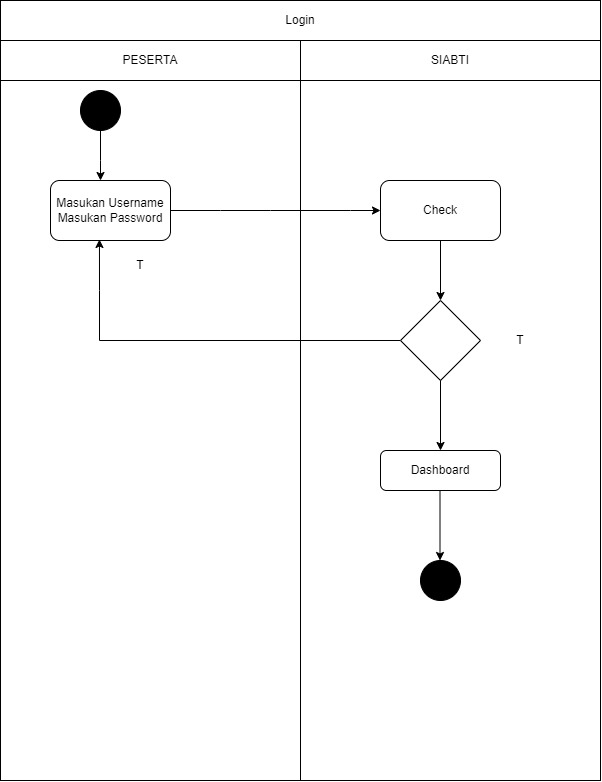 Login
PESERTA
SIABTI
Masukan Username
Masukan Password
Check
T
T
Dashboard